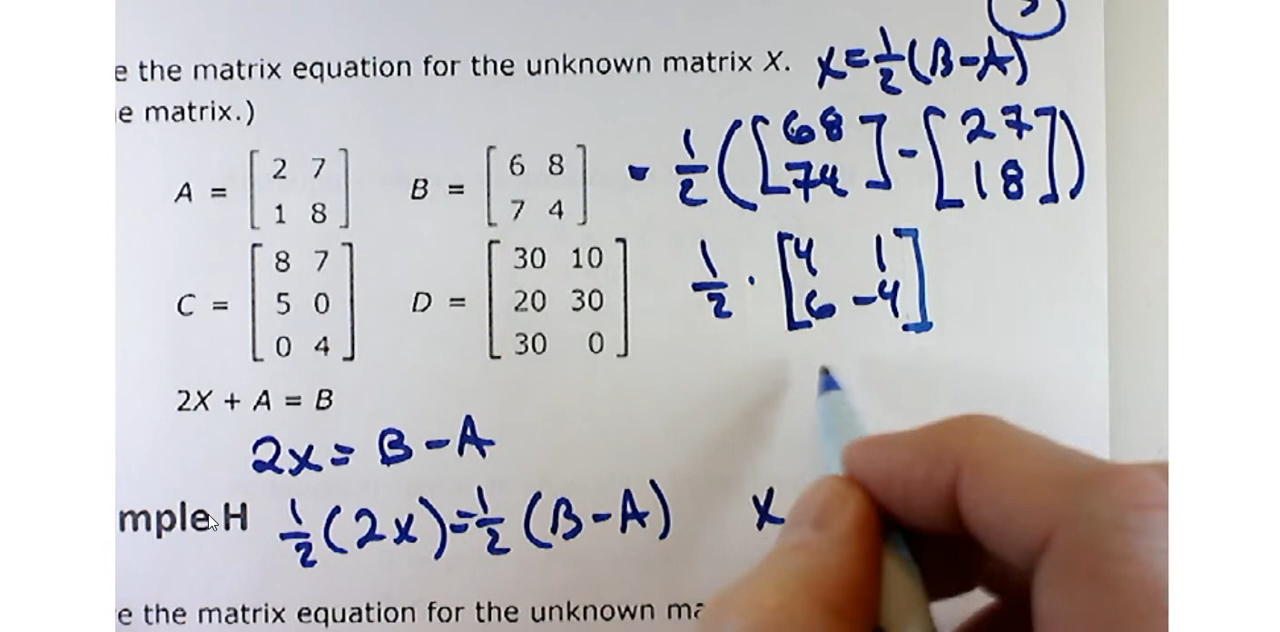 e the matrix equation for the unknown matrix X. x=½(B-A)
e matrix.)
A = [2 7
1 8] B = [6 8
7 4] = ½([6 8
7 4] - [2 7
1 8])
C = [8 7
5 0
0 4] D = [30 10
20 30
30 0] ½ · [4 1
6 -4]
2X + A = B
2x = B-A
mple H ½(2x)=½(B-A) x
e the matrix equation for the unknown ma